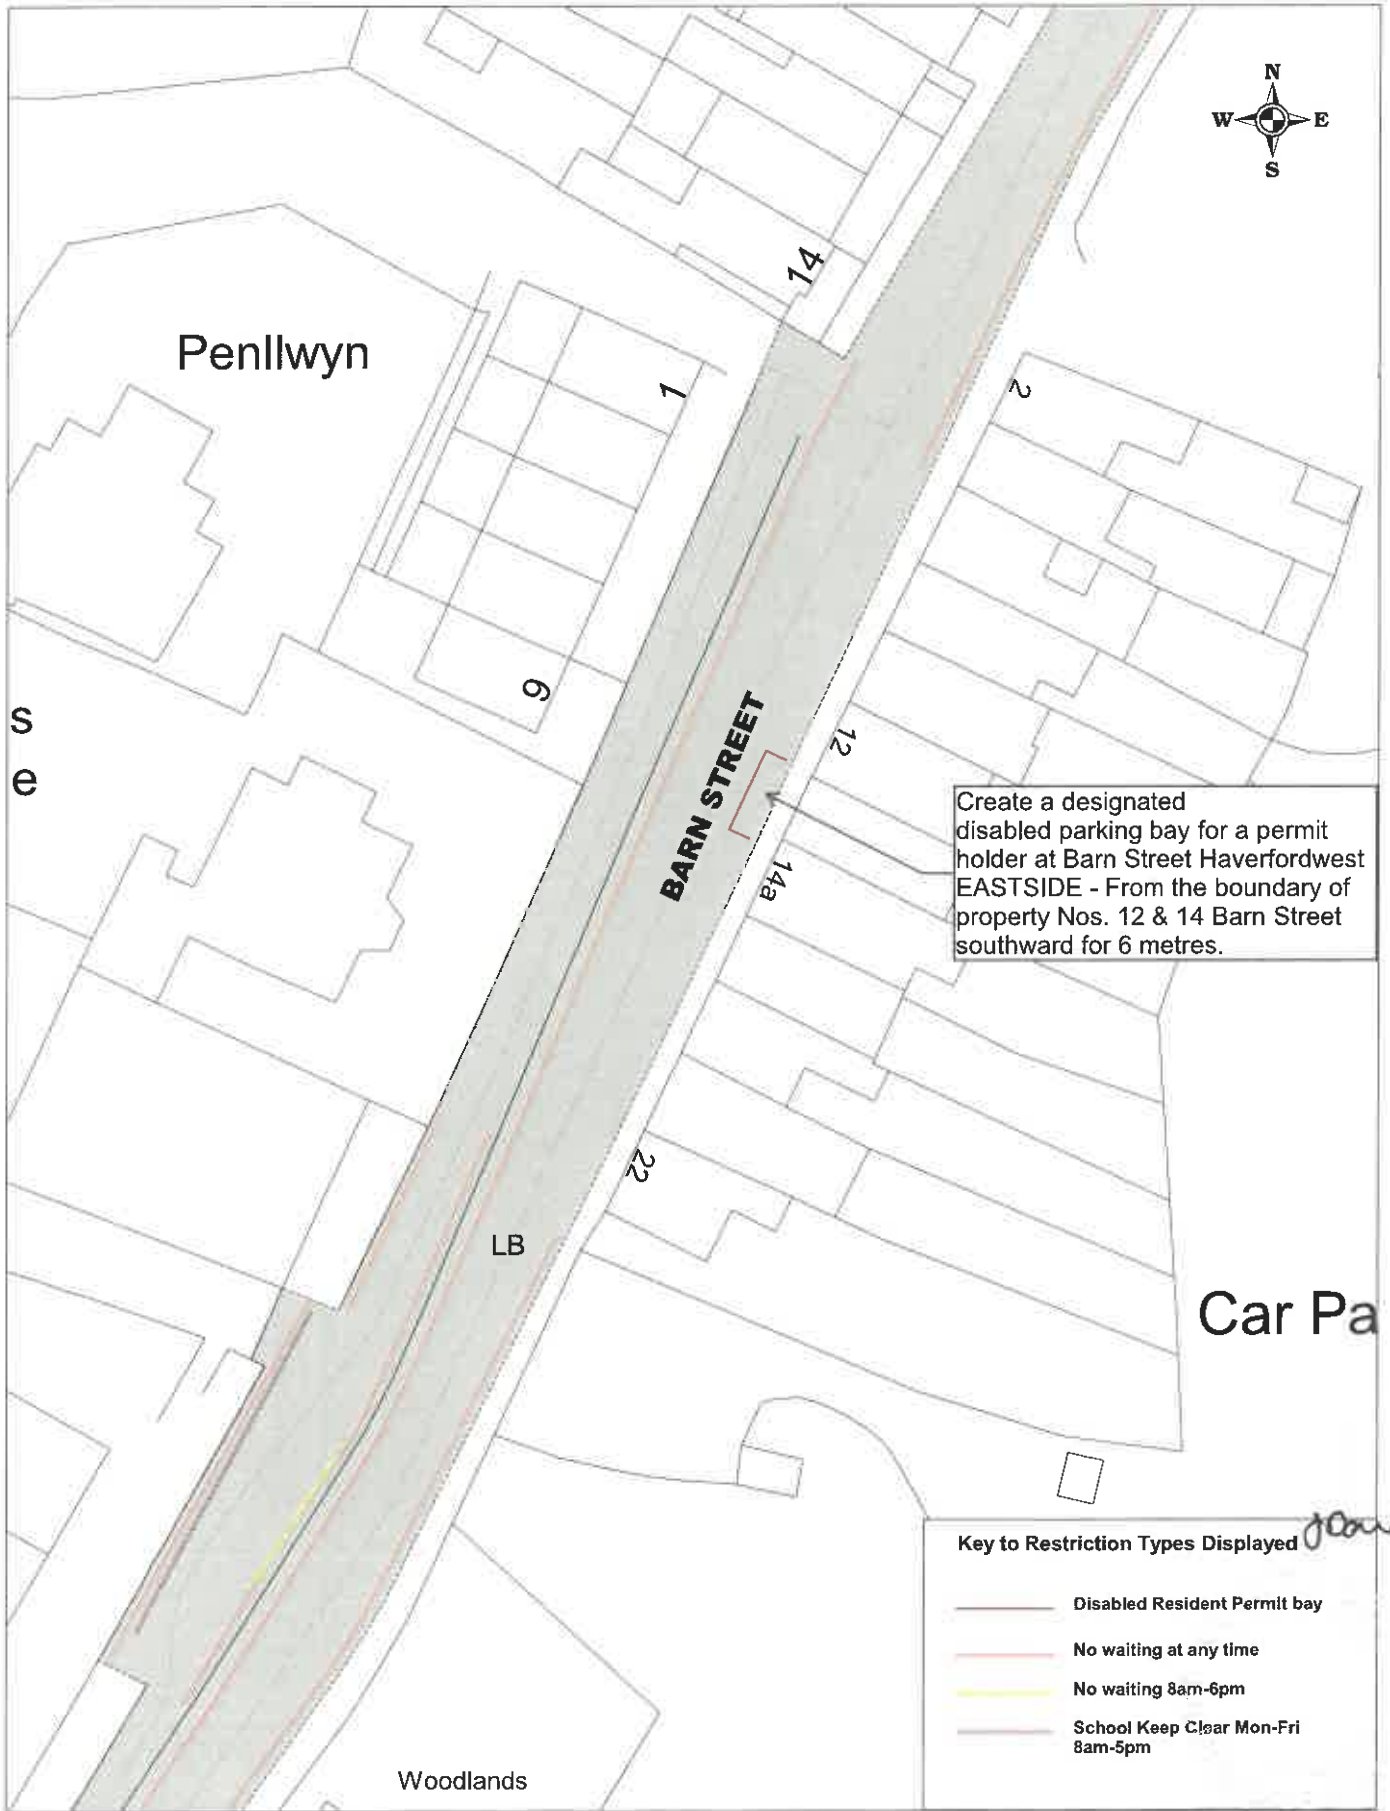 N
W E
S
14
Penllwyn
1
2
6
s
e
BARN STREET
12
Create a designated
disabled parking bay for a permit
holder at Barn Street Haverfordwest
EASTSIDE - From the boundary of
property Nos. 12 & 14 Barn Street
southward for 6 metres.
14a
22
LB
Car Pa
Key to Restriction Types Displayed
Disabled Resident Permit bay
No waiting at any time
No waiting 8am-6pm
School Keep Clear Mon-Fri
8am-5pm
Woodlands